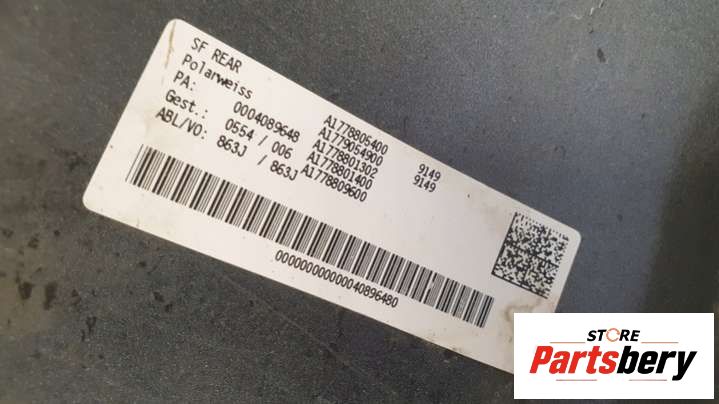 SF REAR
Polarweiss
PA: 0004089648 A1778805400 9149
Gest.: 0554 / 006 A1779054900 9149
ABL/VO: 863J / 863J A1778801302
A1778801400
A1778809600
00000000000040896480
STORE
Partsbery